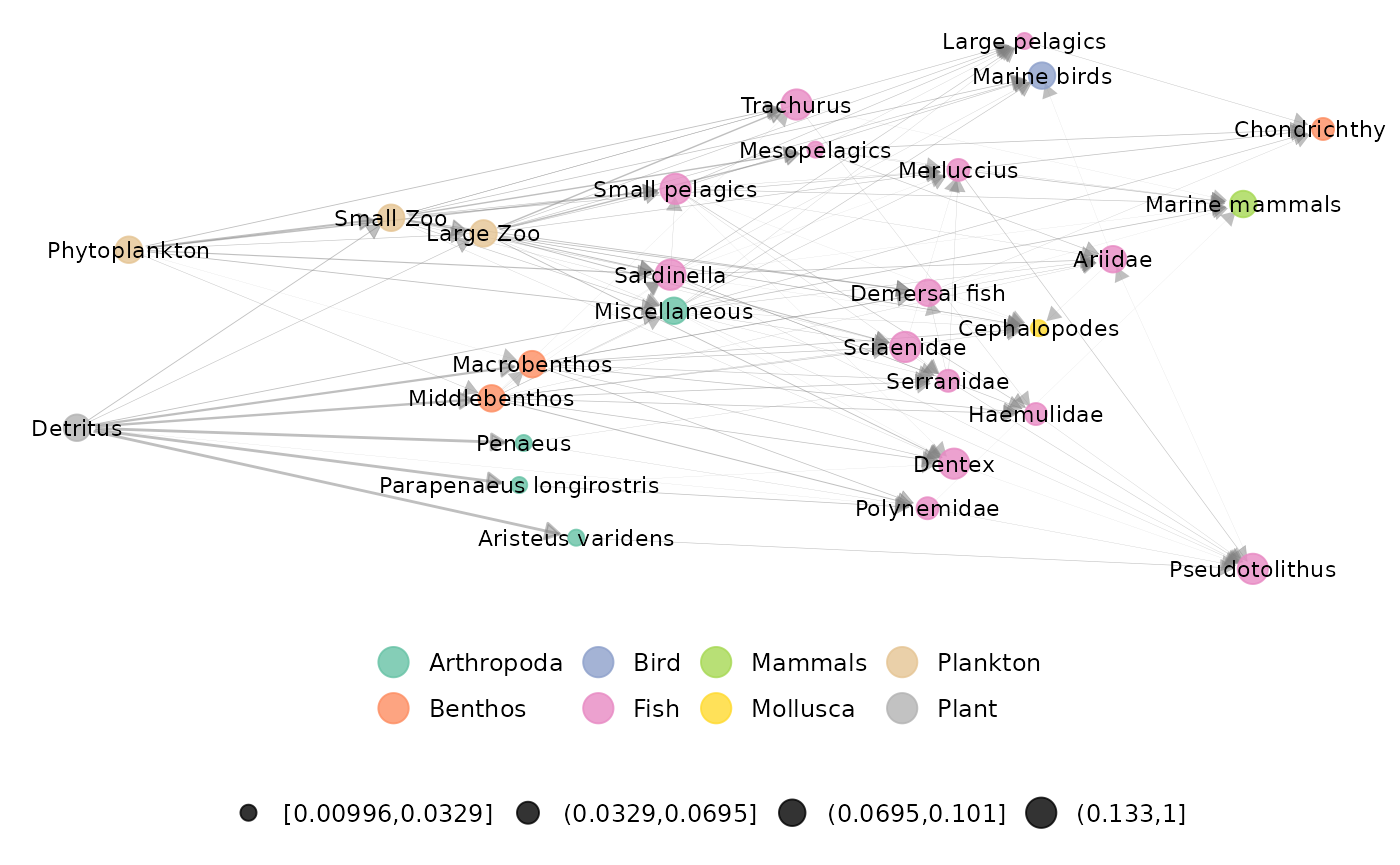 Large pelagics
Marine birds
Trachurus
Chondrichthy
Mesopelagics
Merluccius
Small pelagics
Marine mammals
Small Zoo
Large Zoo
Phytoplankton
Ariidae
Sardinella
Demersal fish
Miscellaneous
Cephalopodes
Sciaenidae
Macrobenthos
Serranidae
Middlebenthos
Haemulidae
Detritus
Penaeus
Dentex
Parapenaeus longirostris
Polynemidae
Aristeus varidens
Pseudotolithus
Arthropoda Bird Mammals Plankton
Benthos Fish Mollusca Plant
[0.00996,0.0329] (0.0329,0.0695] (0.0695,0.101] (0.133,1]